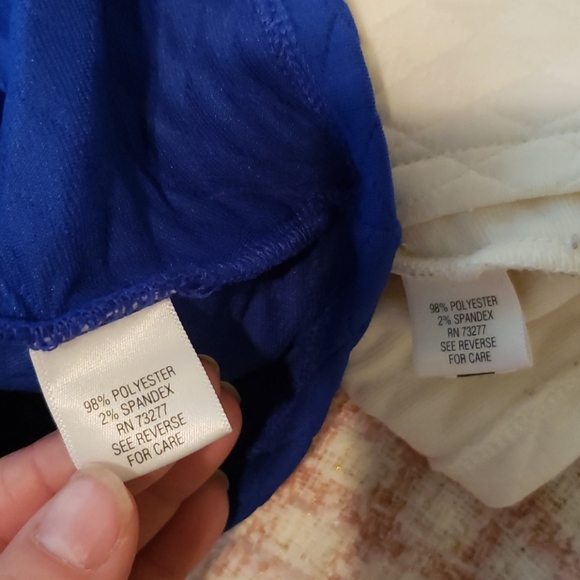 98% POLYESTER
2% SPANDEX
RN 73277
SEE REVERSE
FOR CARE
98% POLYESTER
2% SPANDEX
RN 73277
SEE REVERSE
FOR CARE